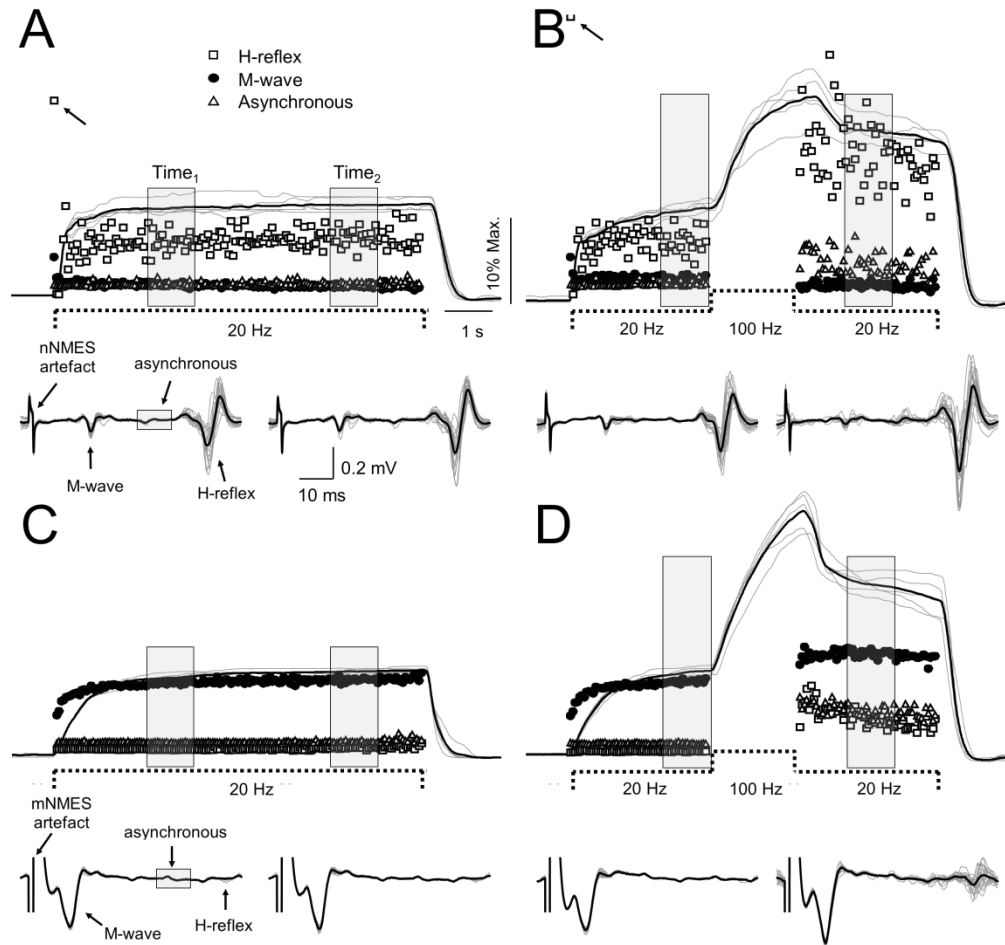 A
B
H-reflex
M-wave
Asynchronous
Time1
Time2
10% Max.
1 s
20 Hz
20 Hz
100 Hz
20 Hz
nNMES
artefact
asynchronous
M-wave
H-reflex
0.2 mV
10 ms
C
D
20 Hz
20 Hz
100 Hz
20 Hz
mNMES
artefact
asynchronous
M-wave
H-reflex